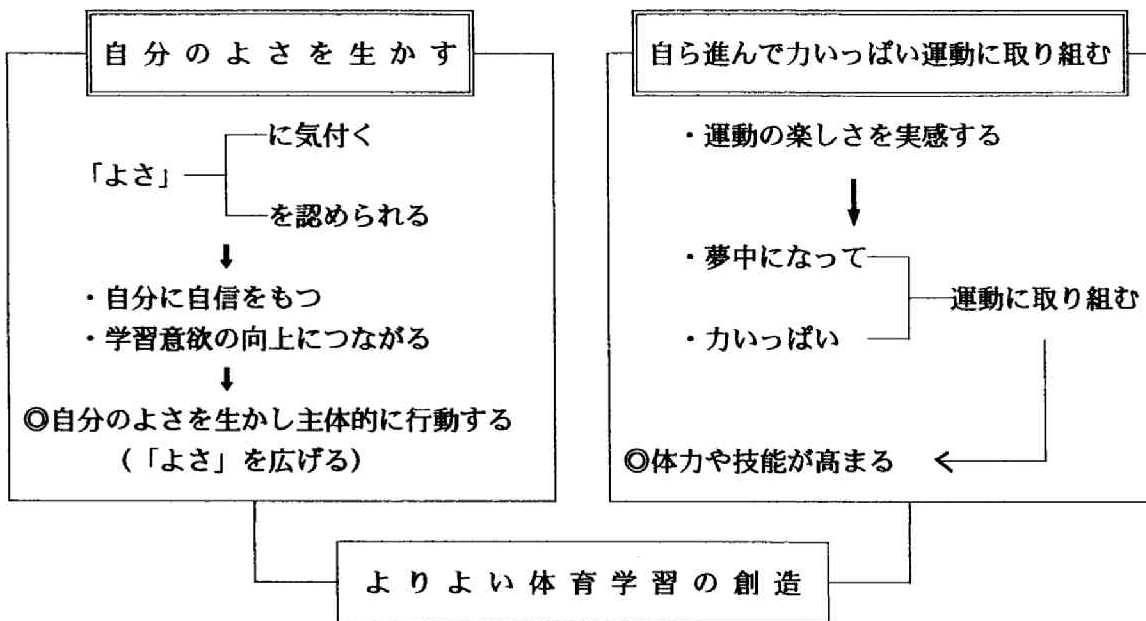 自分のよさを生かす
に気付く
「よさ」
を認められる
・自分に自信をもつ
・学習意欲の向上につながる
◎自分のよさを生かし主体的に行動する
（「よさ」を広げる）
自ら進んで力いっぱい運動に取り組む
・運動の楽しさを実感する
・夢中になって
運動に取り組む
・力いっぱい
◎体力や技能が高まる
よりよい体育学習の創造